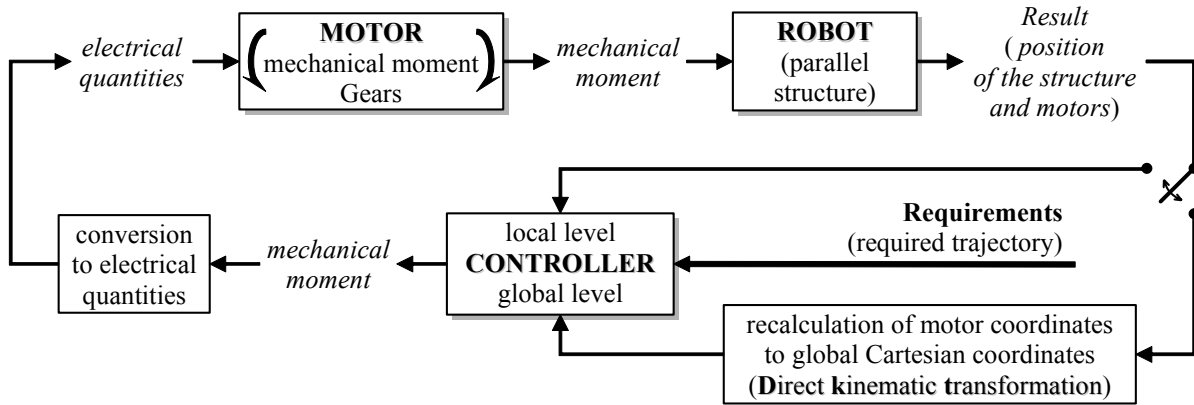 electrical
quantities
MOTOR
mechanical moment
Gears
mechanical
moment
ROBOT
(parallel
structure)
Result
( position
of the structure
and motors)
Requirements
(required trajectory)
local level
CONTROLLER
global level
mechanical
moment
conversion
to electrical
quantities
recalculation of motor coordinates
to global Cartesian coordinates
(Direct kinematic transformation)